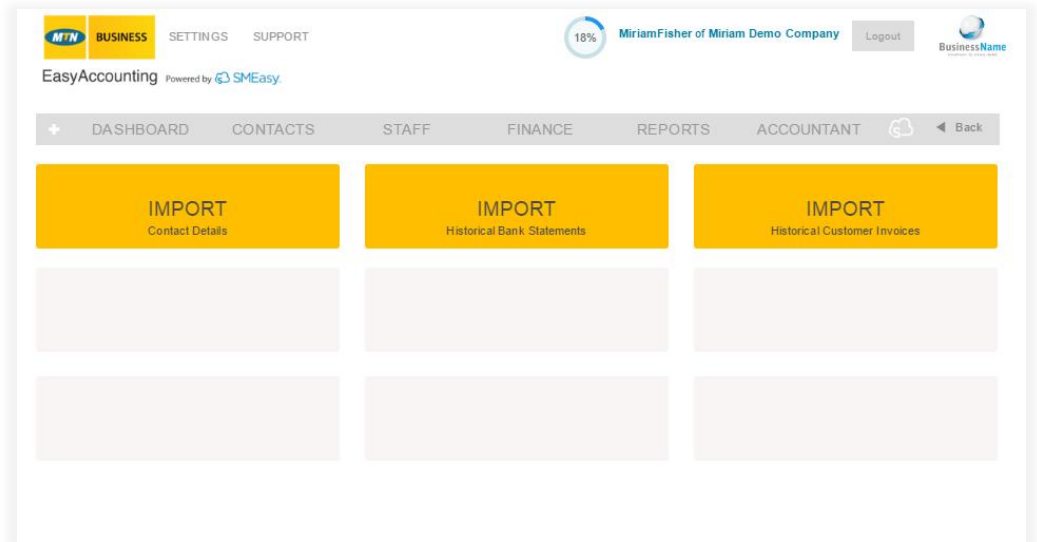 MTN BUSINESS SETTINGS SUPPORT
18% MiriamFisher of Miriam Demo Company Logout
BusinessName
EasyAccounting Powered by SMEasy.
DASHBOARD CONTACTS STAFF FINANCE REPORTS ACCOUNTANT Back
IMPORT
Contact Details
IMPORT
Historical Bank Statements
IMPORT
Historical Customer Invoices